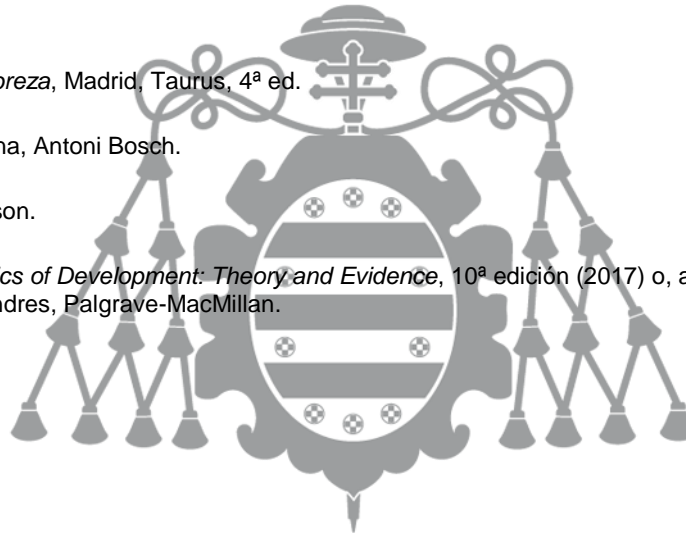 breza, Madrid, Taurus, 4ª ed.
na, Antoni Bosch.
son.
ics of Development: Theory and Evidence, 10ª edición (2017) o, a
ndres, Palgrave-MacMillan.